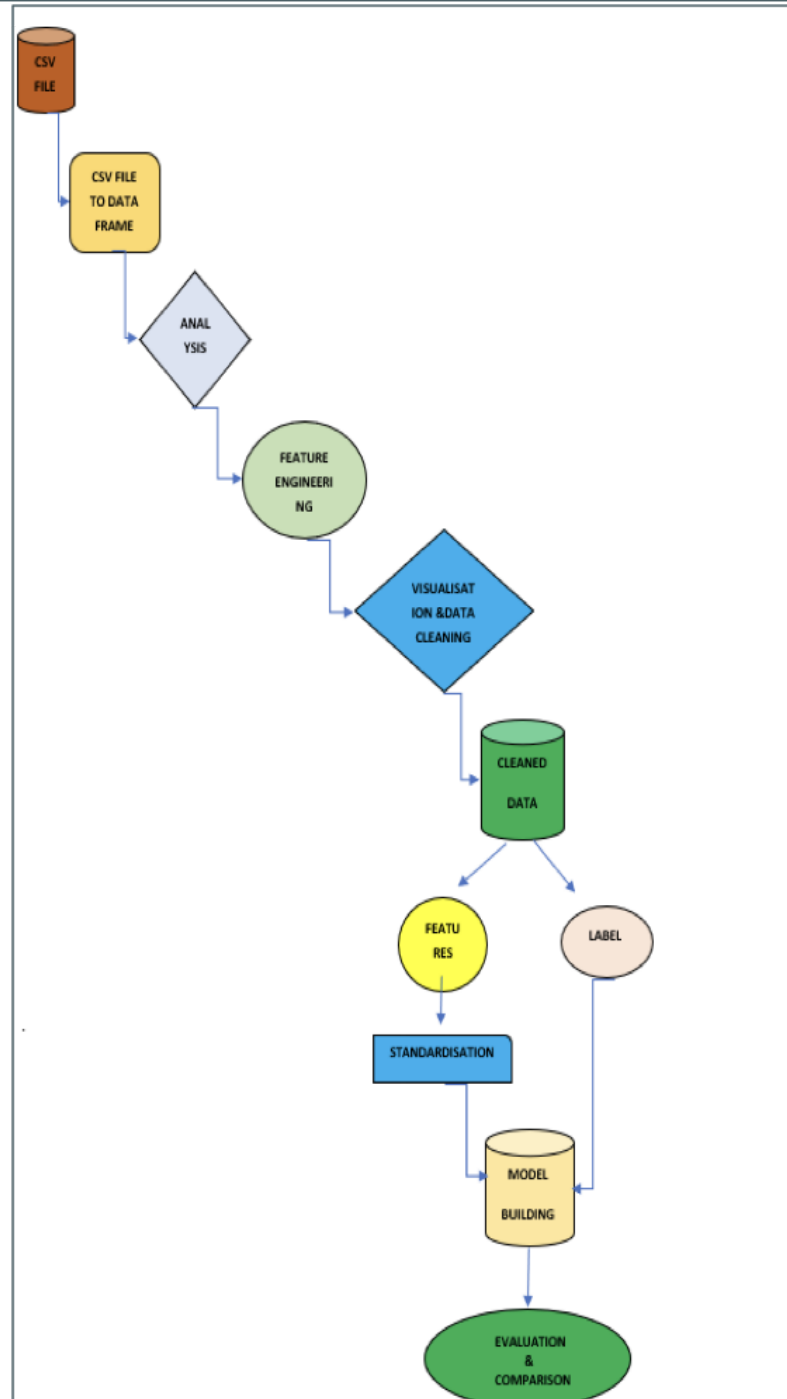 CSV
FILE
CSV FILE
TO DATA
FRAME
ANAL
YSIS
FEATURE
ENGINEERI
NG
VISUALISAT
ION &DATA
CLEANING
CLEANED
DATA
FEATU
RES
LABEL
STANDARDISATION
MODEL
BUILDING
EVALUATION
&
COMPARISON